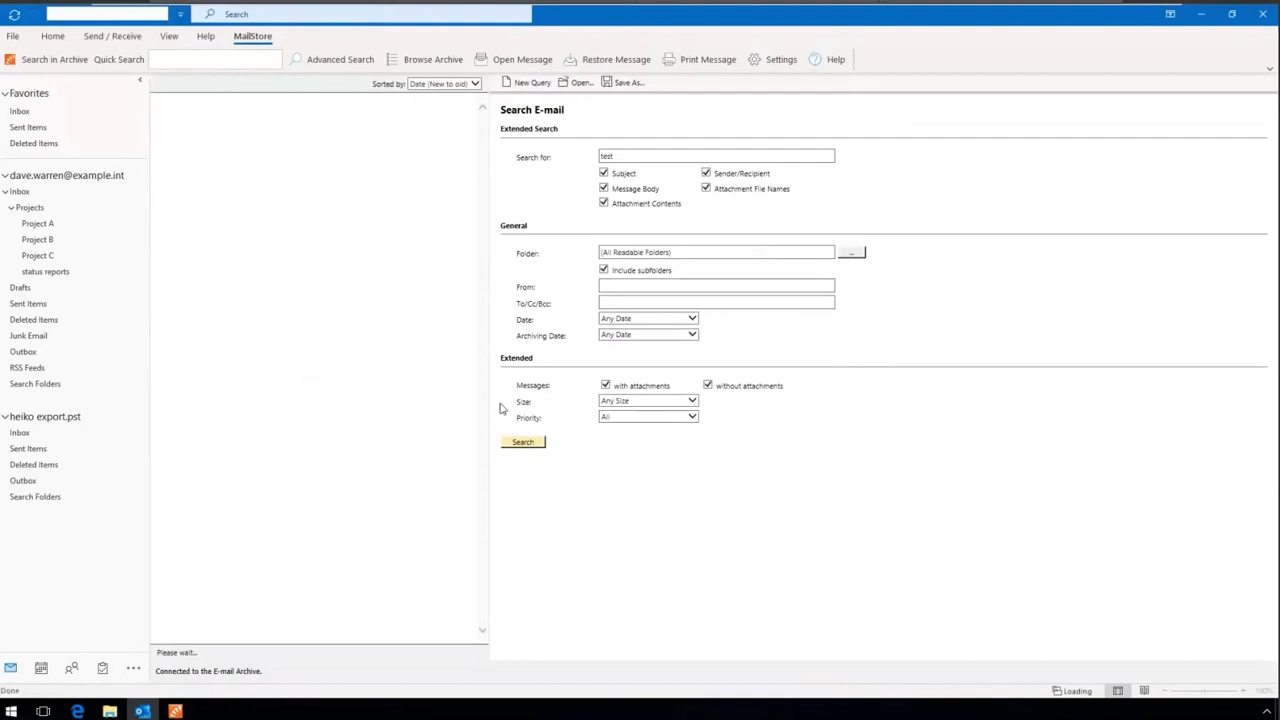 Search
File Home Send / Receive View Help MailStore
Search in Archive Quick Search Advanced Search Browse Archive Open Message Restore Message Print Message Settings Help
Favorites
Inbox
Sent Items
Deleted Items
dave.warren@example.int
Inbox
Projects
Project A
Project B
Project C
status reports
Drafts
Sent Items
Deleted Items
Junk Email
Outbox
RSS Feeds
Search Folders
heiko export.pst
Inbox
Sent Items
Deleted Items
Outbox
Search Folders
Sorted by: Date (New to old)
Please wait...
Connected to the E-mail Archive.
New Query Open... Save As...
Search E-mail
Extended Search
Search for: test
Subject Sender/Recipient
Message Body Attachment File Names
Attachment Contents
General
Folder: (All Readable Folders) ...
Include subfolders
From:
To/Cc/Bcc:
Date: Any Date
Archiving Date: Any Date
Extended
Messages: with attachments without attachments
Size: Any Size
Priority: All
Search
Done Loading 100%